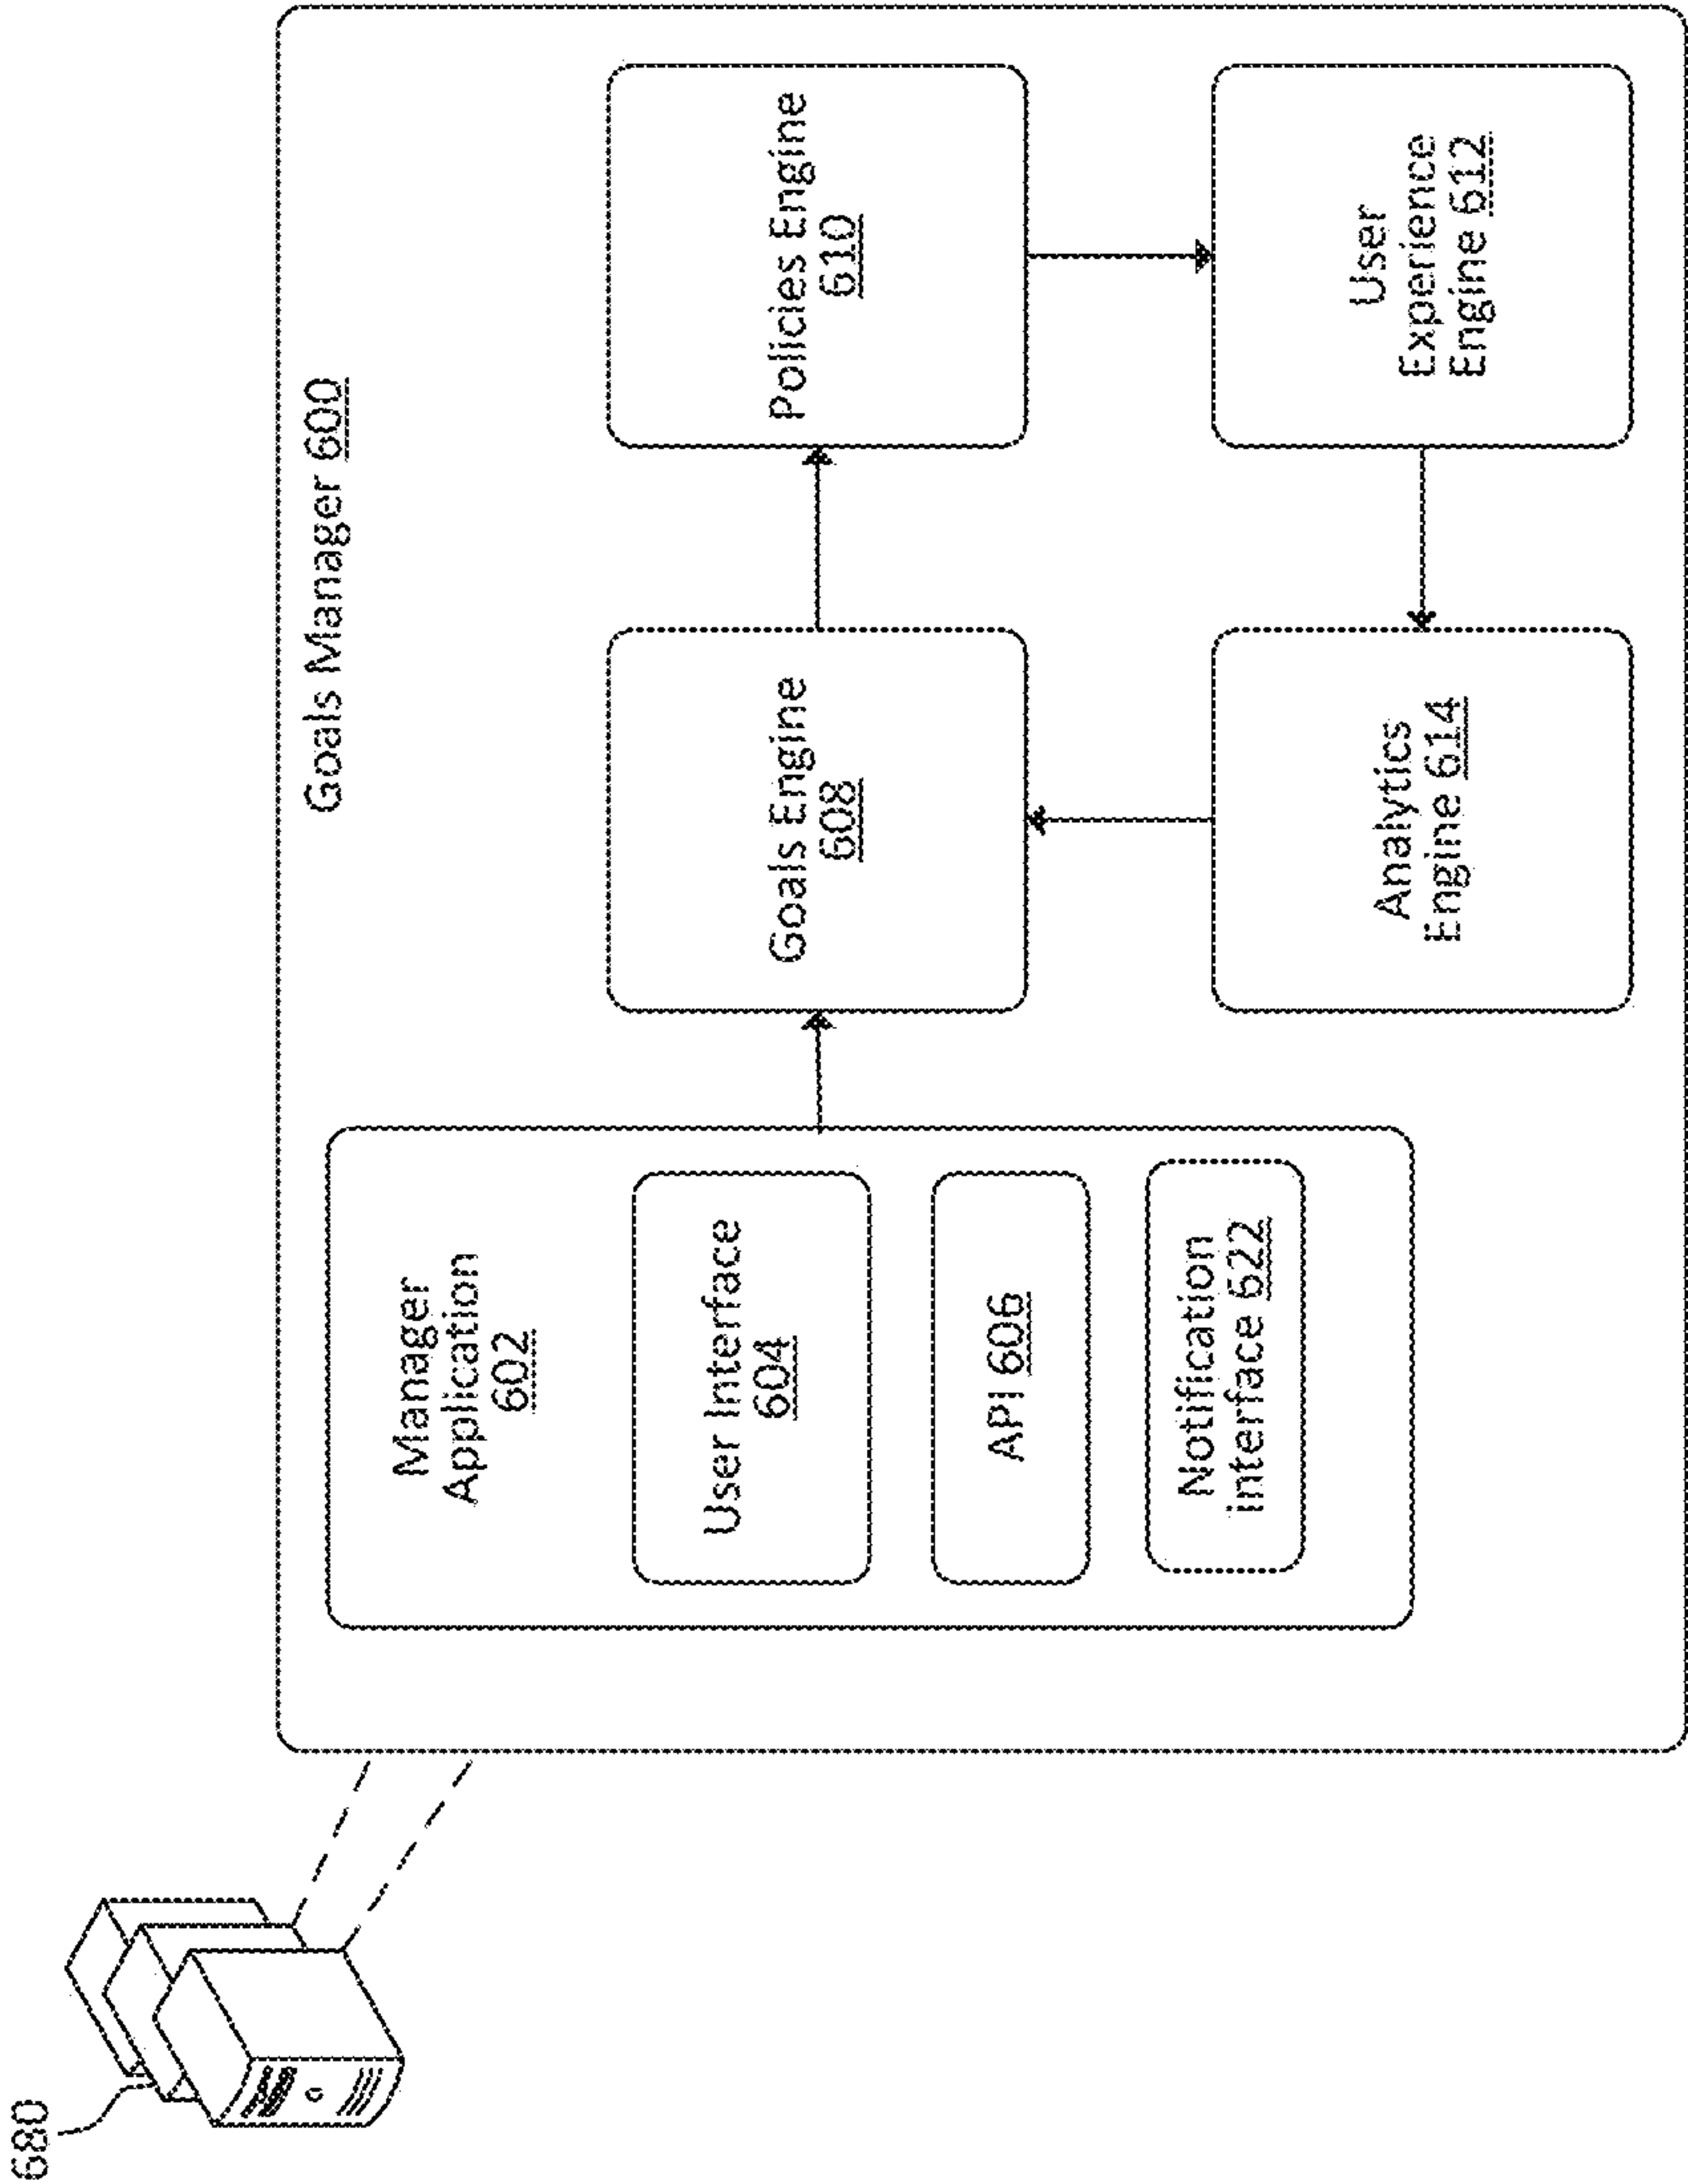 680
Goals Manager 600
Manager
Application
602
User Interface
604
API 606
Notification
interface 622
Goals Engine
608
Policies Engine
610
Analytics
Engine 614
User
Experience
Engine 612